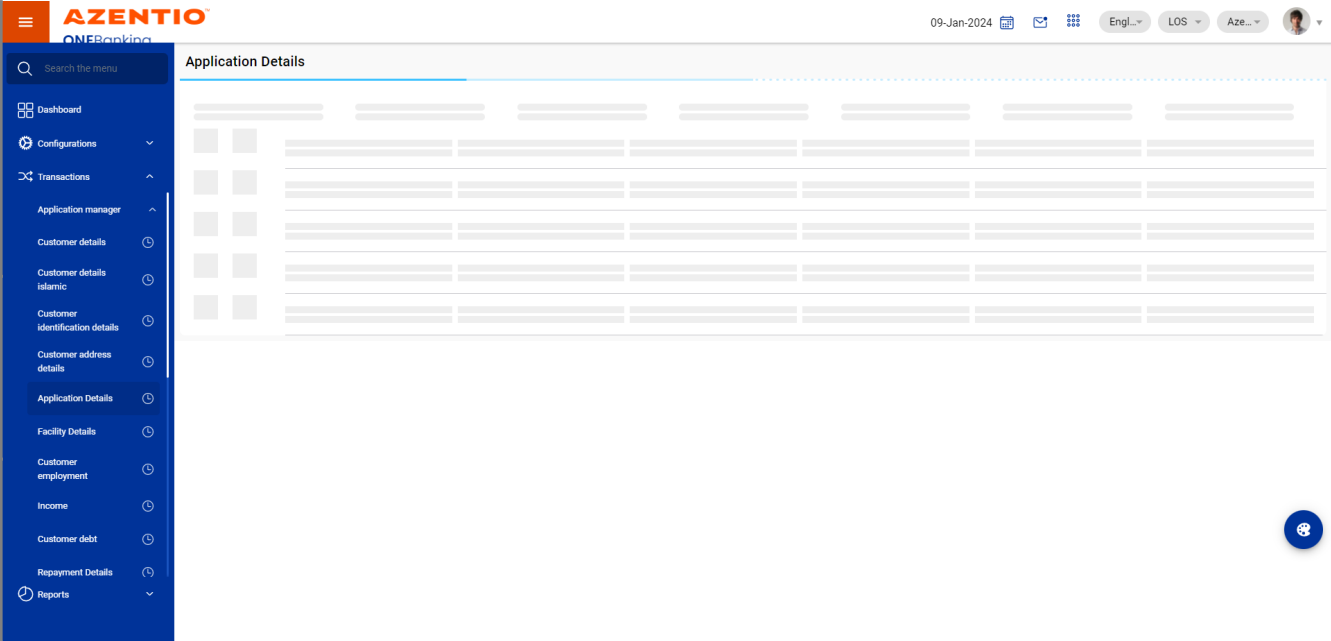 AZENTIO™
ONEBanking
09-Jan-2024
Engl...
LOS
Aze...
Search the menu
Application Details
Dashboard
Configurations
Transactions
Application manager
Customer details
Customer details
islamic
Customer
identification details
Customer address
details
Application Details
Facility Details
Customer
employment
Income
Customer debt
Repayment Details
Reports